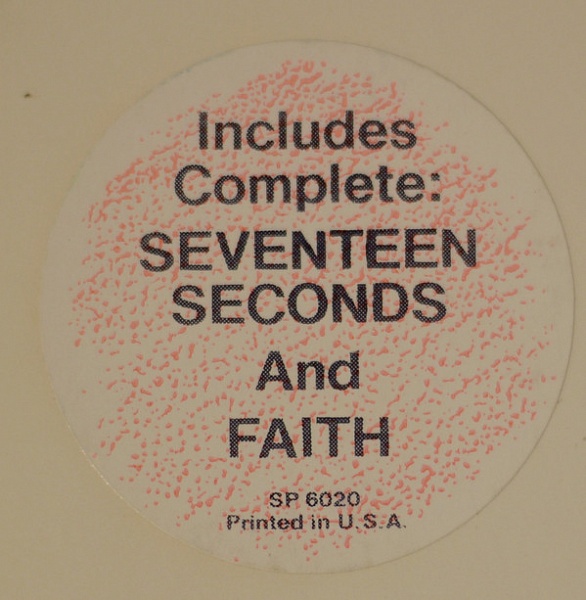 Includes
Complete:
SEVENTEEN
SECONDS
And
FAITH
SP 6020
Printed in U.S.A.